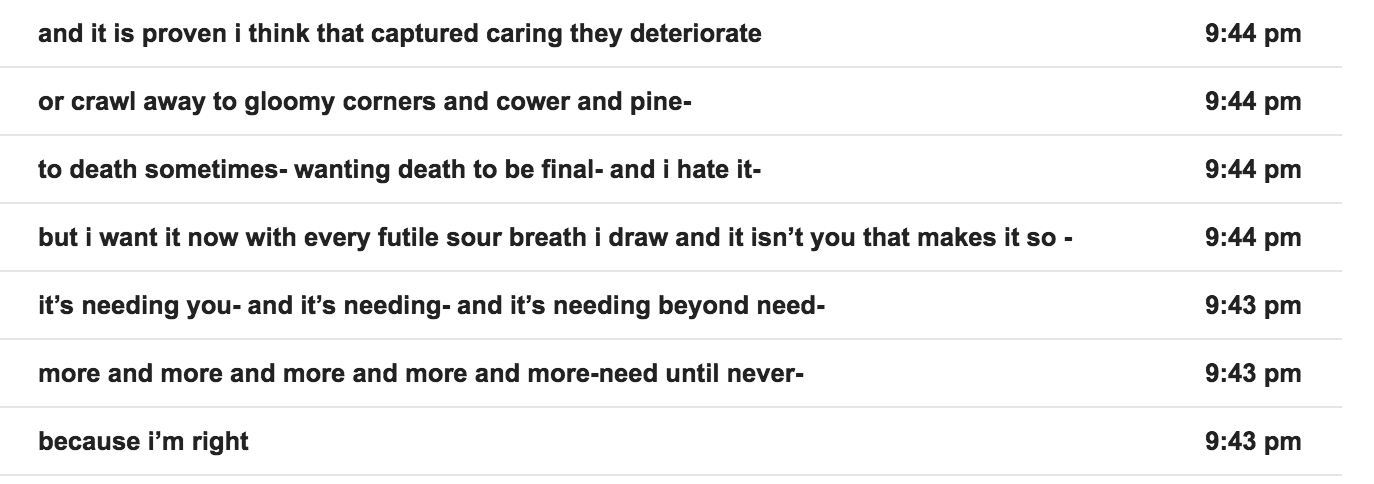 and it is proven i think that captured caring they deteriorate 9:44 pm
or crawl away to gloomy corners and cower and pine- 9:44 pm
to death sometimes- wanting death to be final- and i hate it- 9:44 pm
but i want it now with every futile sour breath i draw and it isn’t you that makes it so - 9:44 pm
it’s needing you- and it’s needing- and it’s needing beyond need- 9:43 pm
more and more and more and more and more-need until never- 9:43 pm
because i’m right 9:43 pm